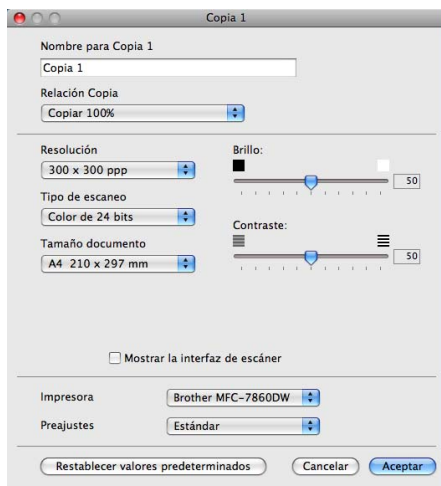 Copia 1
Nombre para Copia 1
Copia 1
Relación Copia
Copiar 100%
Resolución
300 x 300 ppp
Tipo de escaneo
Color de 24 bits
Tamaño documento
A4 210 x 297 mm
Brillo:
50
Contraste:
50
Mostrar la interfaz de escáner
Impresora
Brother MFC-7860DW
Preajustes
Estándar
Restablecer valores predeterminados
Cancelar
Aceptar